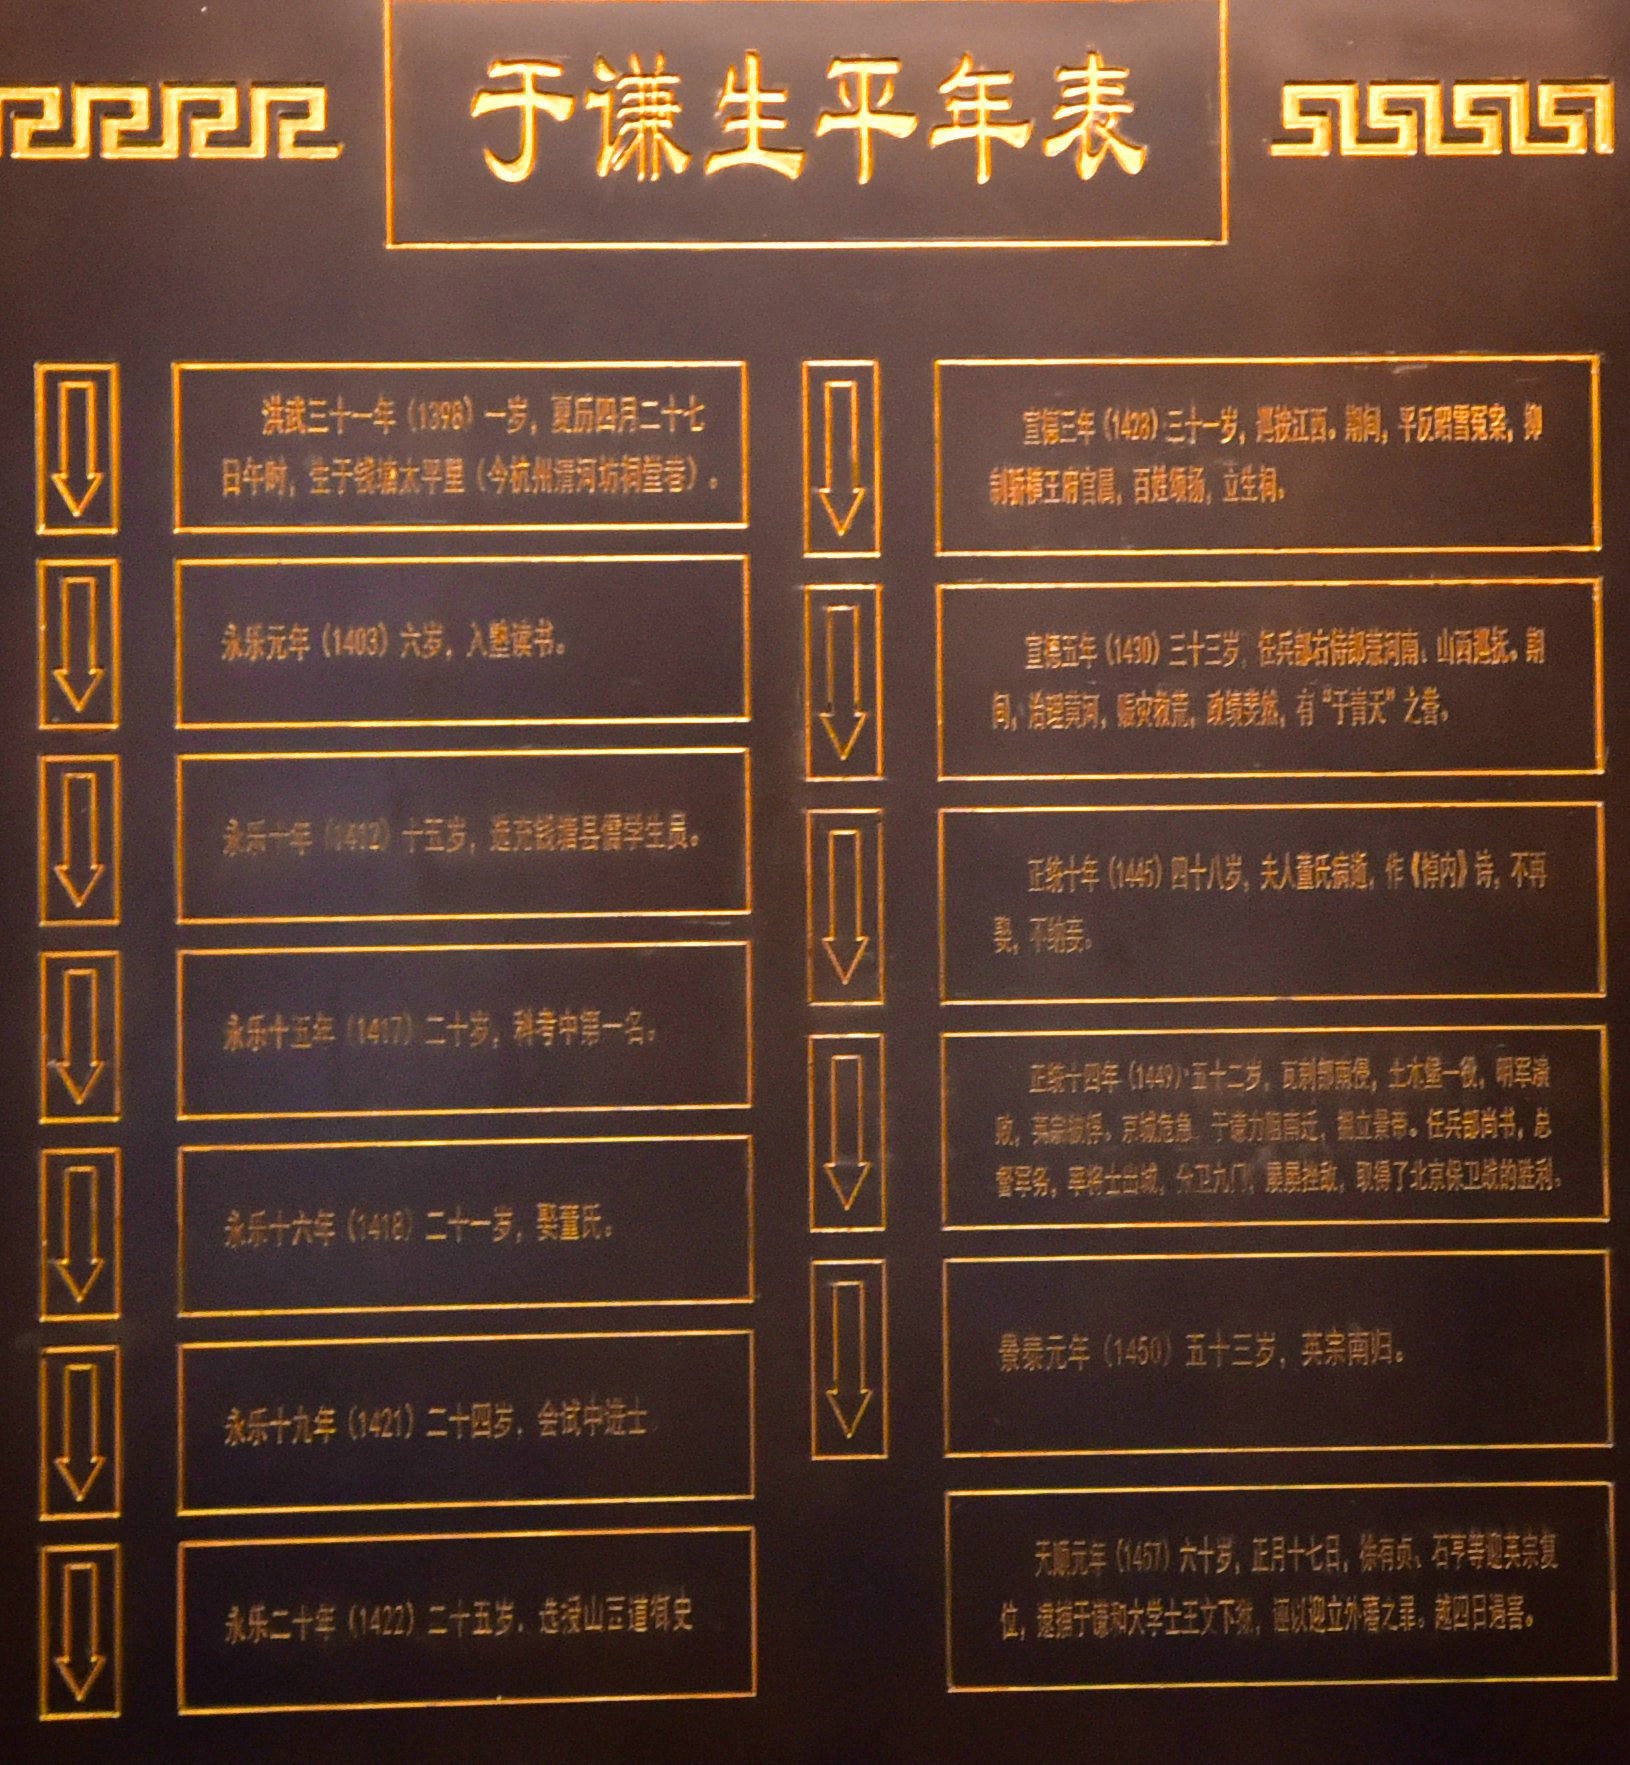 于谦生平年表
洪武三十一年（1398）一岁，夏历四月二十七
日午时，生于钱塘太平里（今杭州清河坊祠堂巷）。
永乐元年（1403）六岁，入塾读书。
永乐十年（1412）十五岁，选充钱塘县儒学生员。
永乐十五年（1417）二十岁，科考中第一名。
永乐十六年（1418）二十一岁，娶董氏。
永乐十九年（1421）二十四岁，会试中进士
永乐二十年（1422）二十五岁，选授山西道御史
宣德三年（1428）三十一岁，巡按江西。期间，平反昭雪冤案，抑
制骄横王府官属，百姓颂扬，立生祠。
宣德五年（1430）三十三岁，任兵部右侍郎兼河南、山西巡抚。期
间，治理黄河，赈灾救荒，政绩斐然，有“于青天”之誉。
正统十年（1445）四十八岁，夫人董氏病逝，作《悼内》诗，不再
娶，不纳妾。
正统十四年（1449）五十二岁，瓦剌部南侵，土木堡一役，明军溃
败，英宗被俘。京城危急，于谦力阻南迁，拥立景帝。任兵部尚书，总
督军务，率将士出城，分卫九门，屡屡挫敌，取得了北京保卫战的胜利。
景泰元年（1450）五十三岁，英宗南归。
天顺元年（1457）六十岁，正月十七日，徐有贞、石亨等迎英宗复
位，逮捕于谦和大学士王文下狱，诬以迎立外藩之罪。越四日遇害。